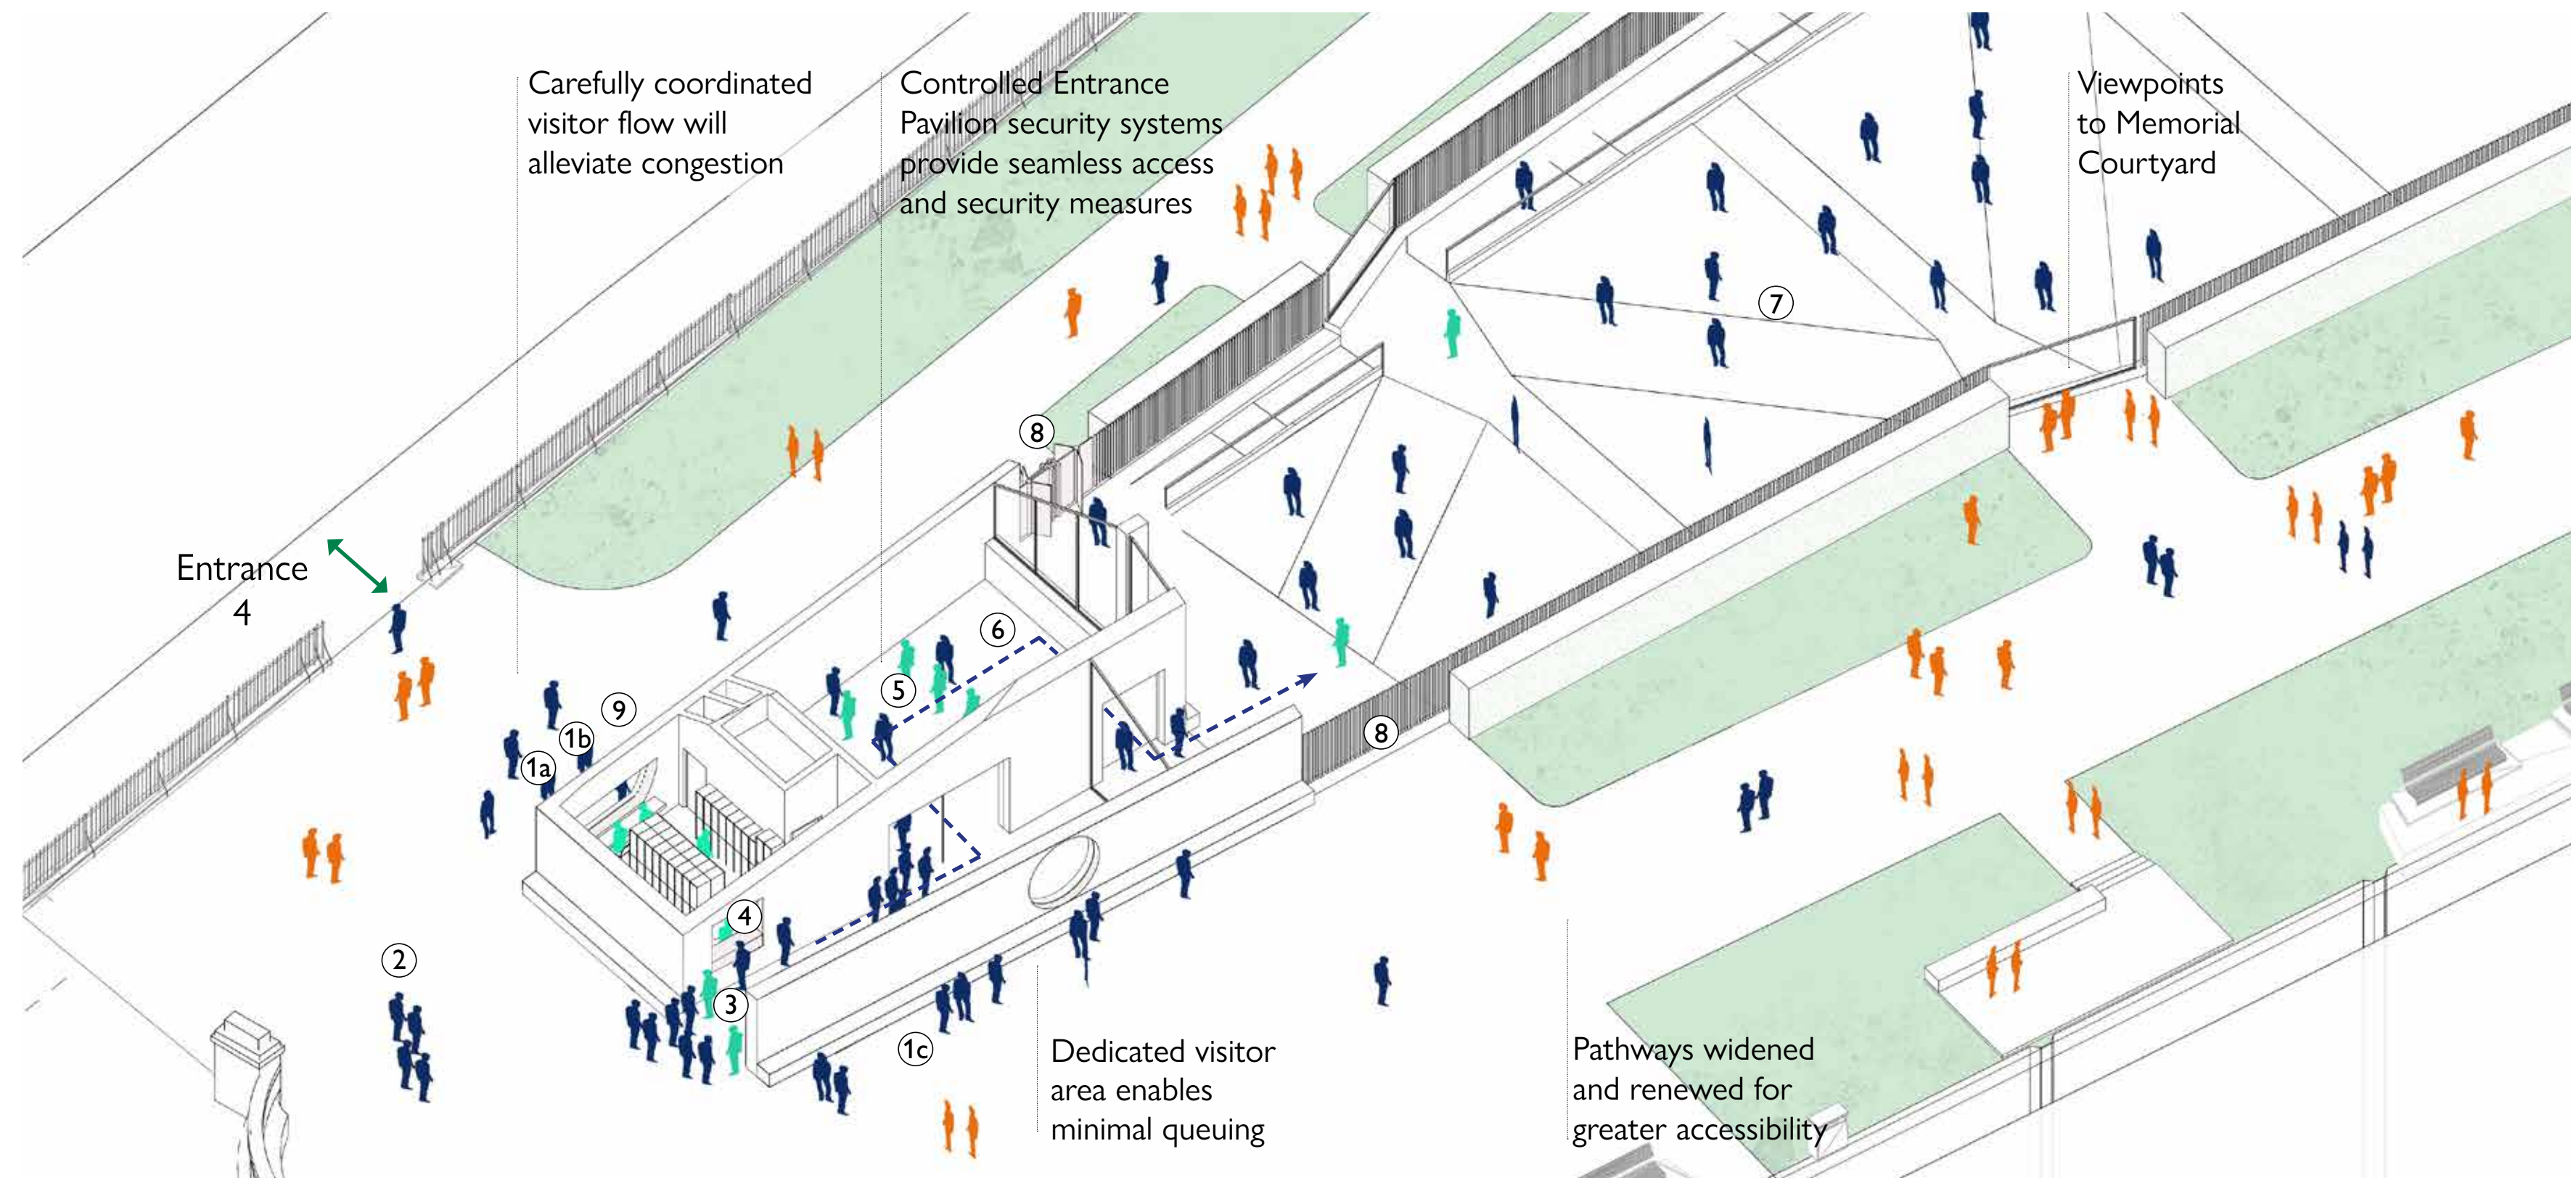 Carefully coordinated
visitor flow will
alleviate congestion
Controlled Entrance
Pavilion security systems
provide seamless access
and security measures
Viewpoints
to Memorial
Courtyard
7
8
Entrance
4
6
5
9
1b
1a
8
4
2
3
1c
Dedicated visitor
area enables
minimal queuing
Pathways widened
and renewed for
greater accessibility